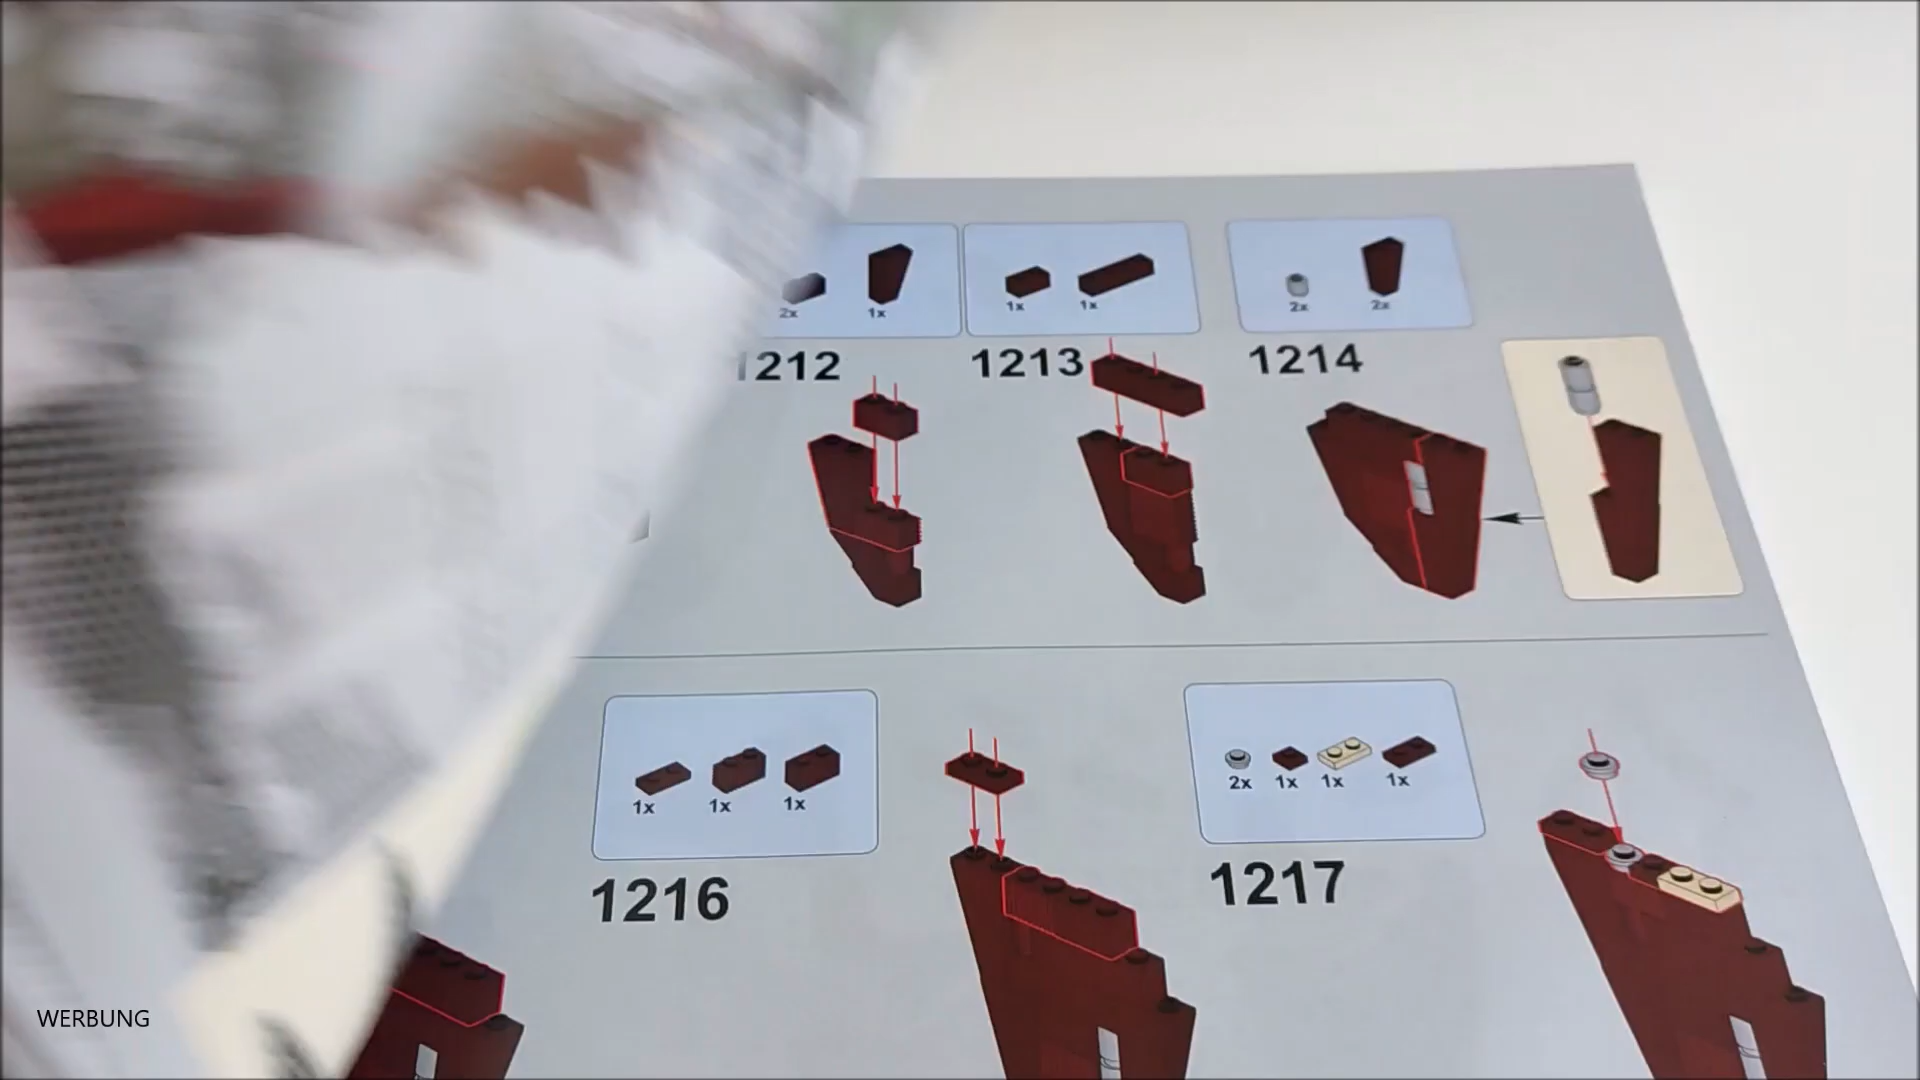 2x 1x
1x 1x
2x 2x
1212
1213
1214
1x 1x 1x
2x 1x 1x 1x
1216
1217
WERBUNG